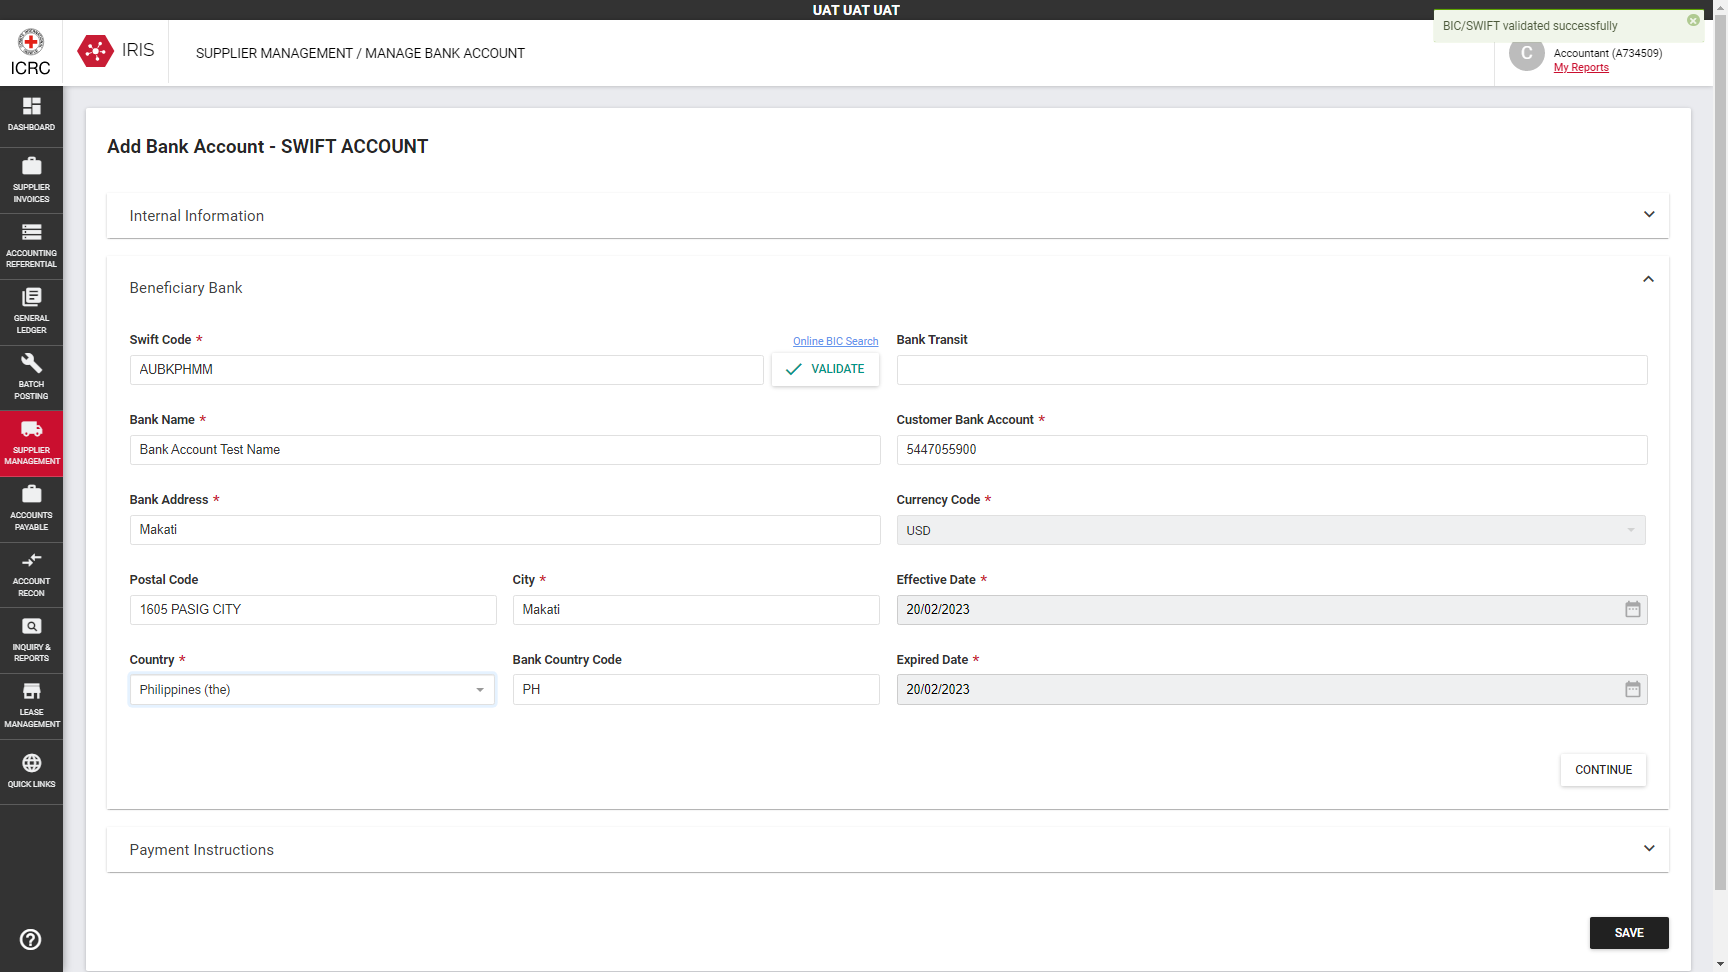 UAT UAT UAT
BIC/SWIFT validated successfully
ICRC
IRIS
SUPPLIER MANAGEMENT / MANAGE BANK ACCOUNT
C
Accountant (A734509)
My Reports
DASHBOARD
SUPPLIER
INVOICES
ACCOUNTING
REFERENTIAL
GENERAL
LEDGER
BATCH
POSTING
SUPPLIER
MANAGEMENT
ACCOUNTS
PAYABLE
ACCOUNT
RECON
INQUIRY &
REPORTS
LEASE
MANAGEMENT
QUICK LINKS
Add Bank Account - SWIFT ACCOUNT
Internal Information
Beneficiary Bank
Swift Code *
Online BIC Search
AUBKPHMM
VALIDATE
Bank Transit
Bank Name *
Bank Account Test Name
Customer Bank Account *
5447055900
Bank Address *
Makati
Currency Code *
USD
Postal Code
1605 PASIG CITY
City *
Makati
Effective Date *
20/02/2023
Country *
Philippines (the)
Bank Country Code
PH
Expired Date *
20/02/2023
CONTINUE
Payment Instructions
SAVE